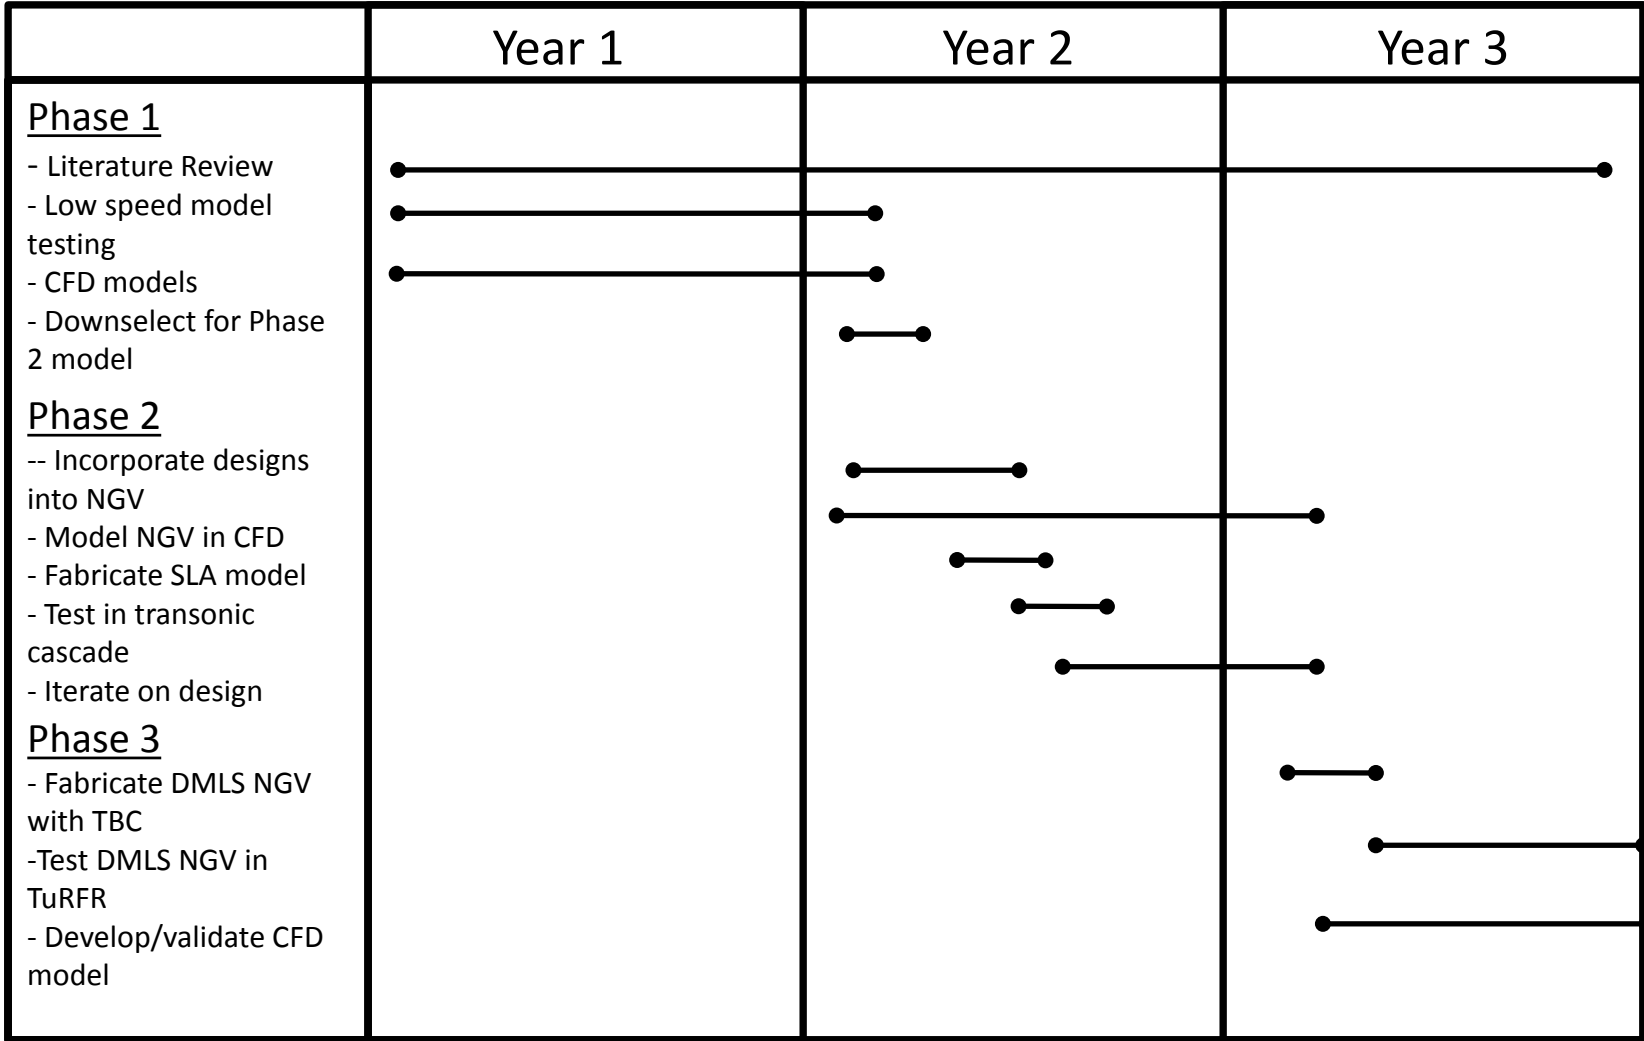 Year 1
Year 2
Year 3
Phase 1
- Literature Review
- Low speed model
testing
- CFD models
- Downselect for Phase
2 model
Phase 2
-- Incorporate designs
into NGV
- Model NGV in CFD
- Fabricate SLA model
- Test in transonic
cascade
- Iterate on design
Phase 3
- Fabricate DMLS NGV
with TBC
-Test DMLS NGV in
TuRFR
- Develop/validate CFD
model